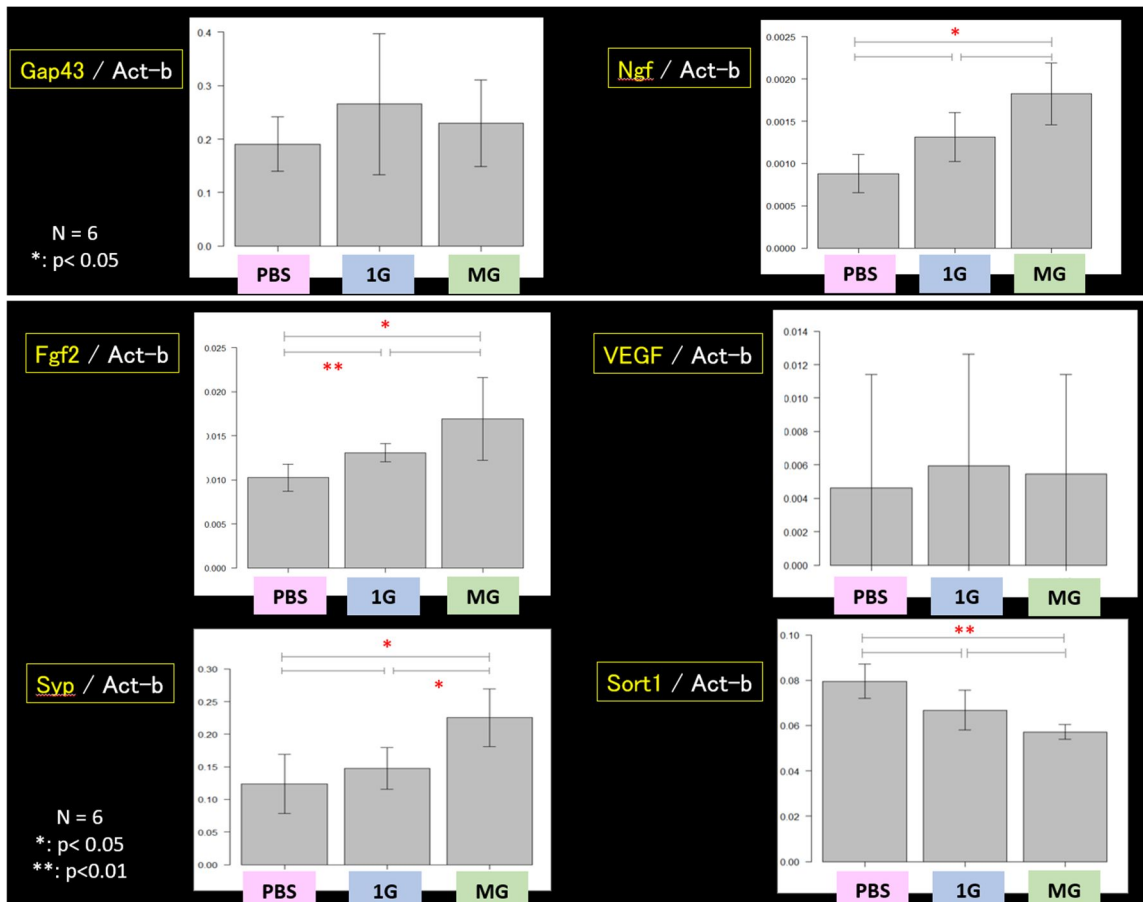 Gap43 / Act-b
N = 6
*: p< 0.05
0.4
0.3
0.2
0.1
0.0
PBS 1G MG
Ngf / Act-b
*
0.0025
0.0020
0.0015
0.0010
0.0005
0.0000
PBS 1G MG
Fgf2 / Act-b
*
**
0.025
0.020
0.015
0.010
0.005
0.000
PBS 1G MG
VEGF / Act-b
0.014
0.012
0.010
0.008
0.006
0.004
0.002
0.000
PBS 1G MG
Syp / Act-b
N = 6
*: p< 0.05
**: p<0.01
*
*
0.30
0.25
0.20
0.15
0.10
0.05
0.00
PBS 1G MG
Sort1 / Act-b
**
0.10
0.08
0.06
0.04
0.02
0.00
PBS 1G MG